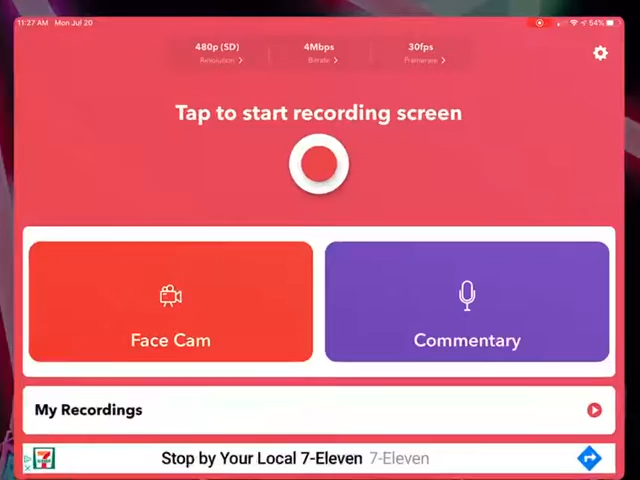 11:27 AM Mon Jul 20
54%
480p (SD) 4Mbps 30fps
Resolution > Bitrate > Framerate >
Tap to start recording screen
Face Cam
Commentary
My Recordings
Stop by Your Local 7-Eleven 7-Eleven